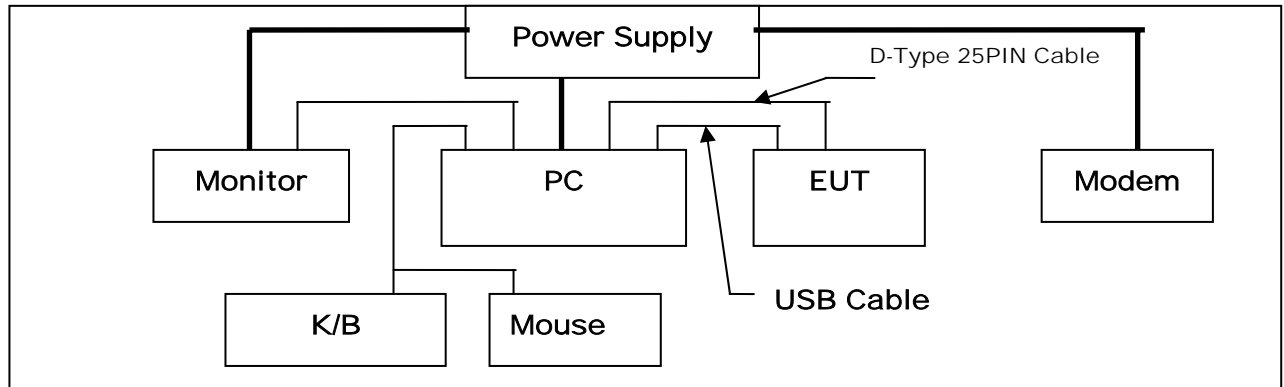 Power Supply
D-Type 25PIN Cable
Monitor
PC
EUT
Modem
USB Cable
K/B
Mouse